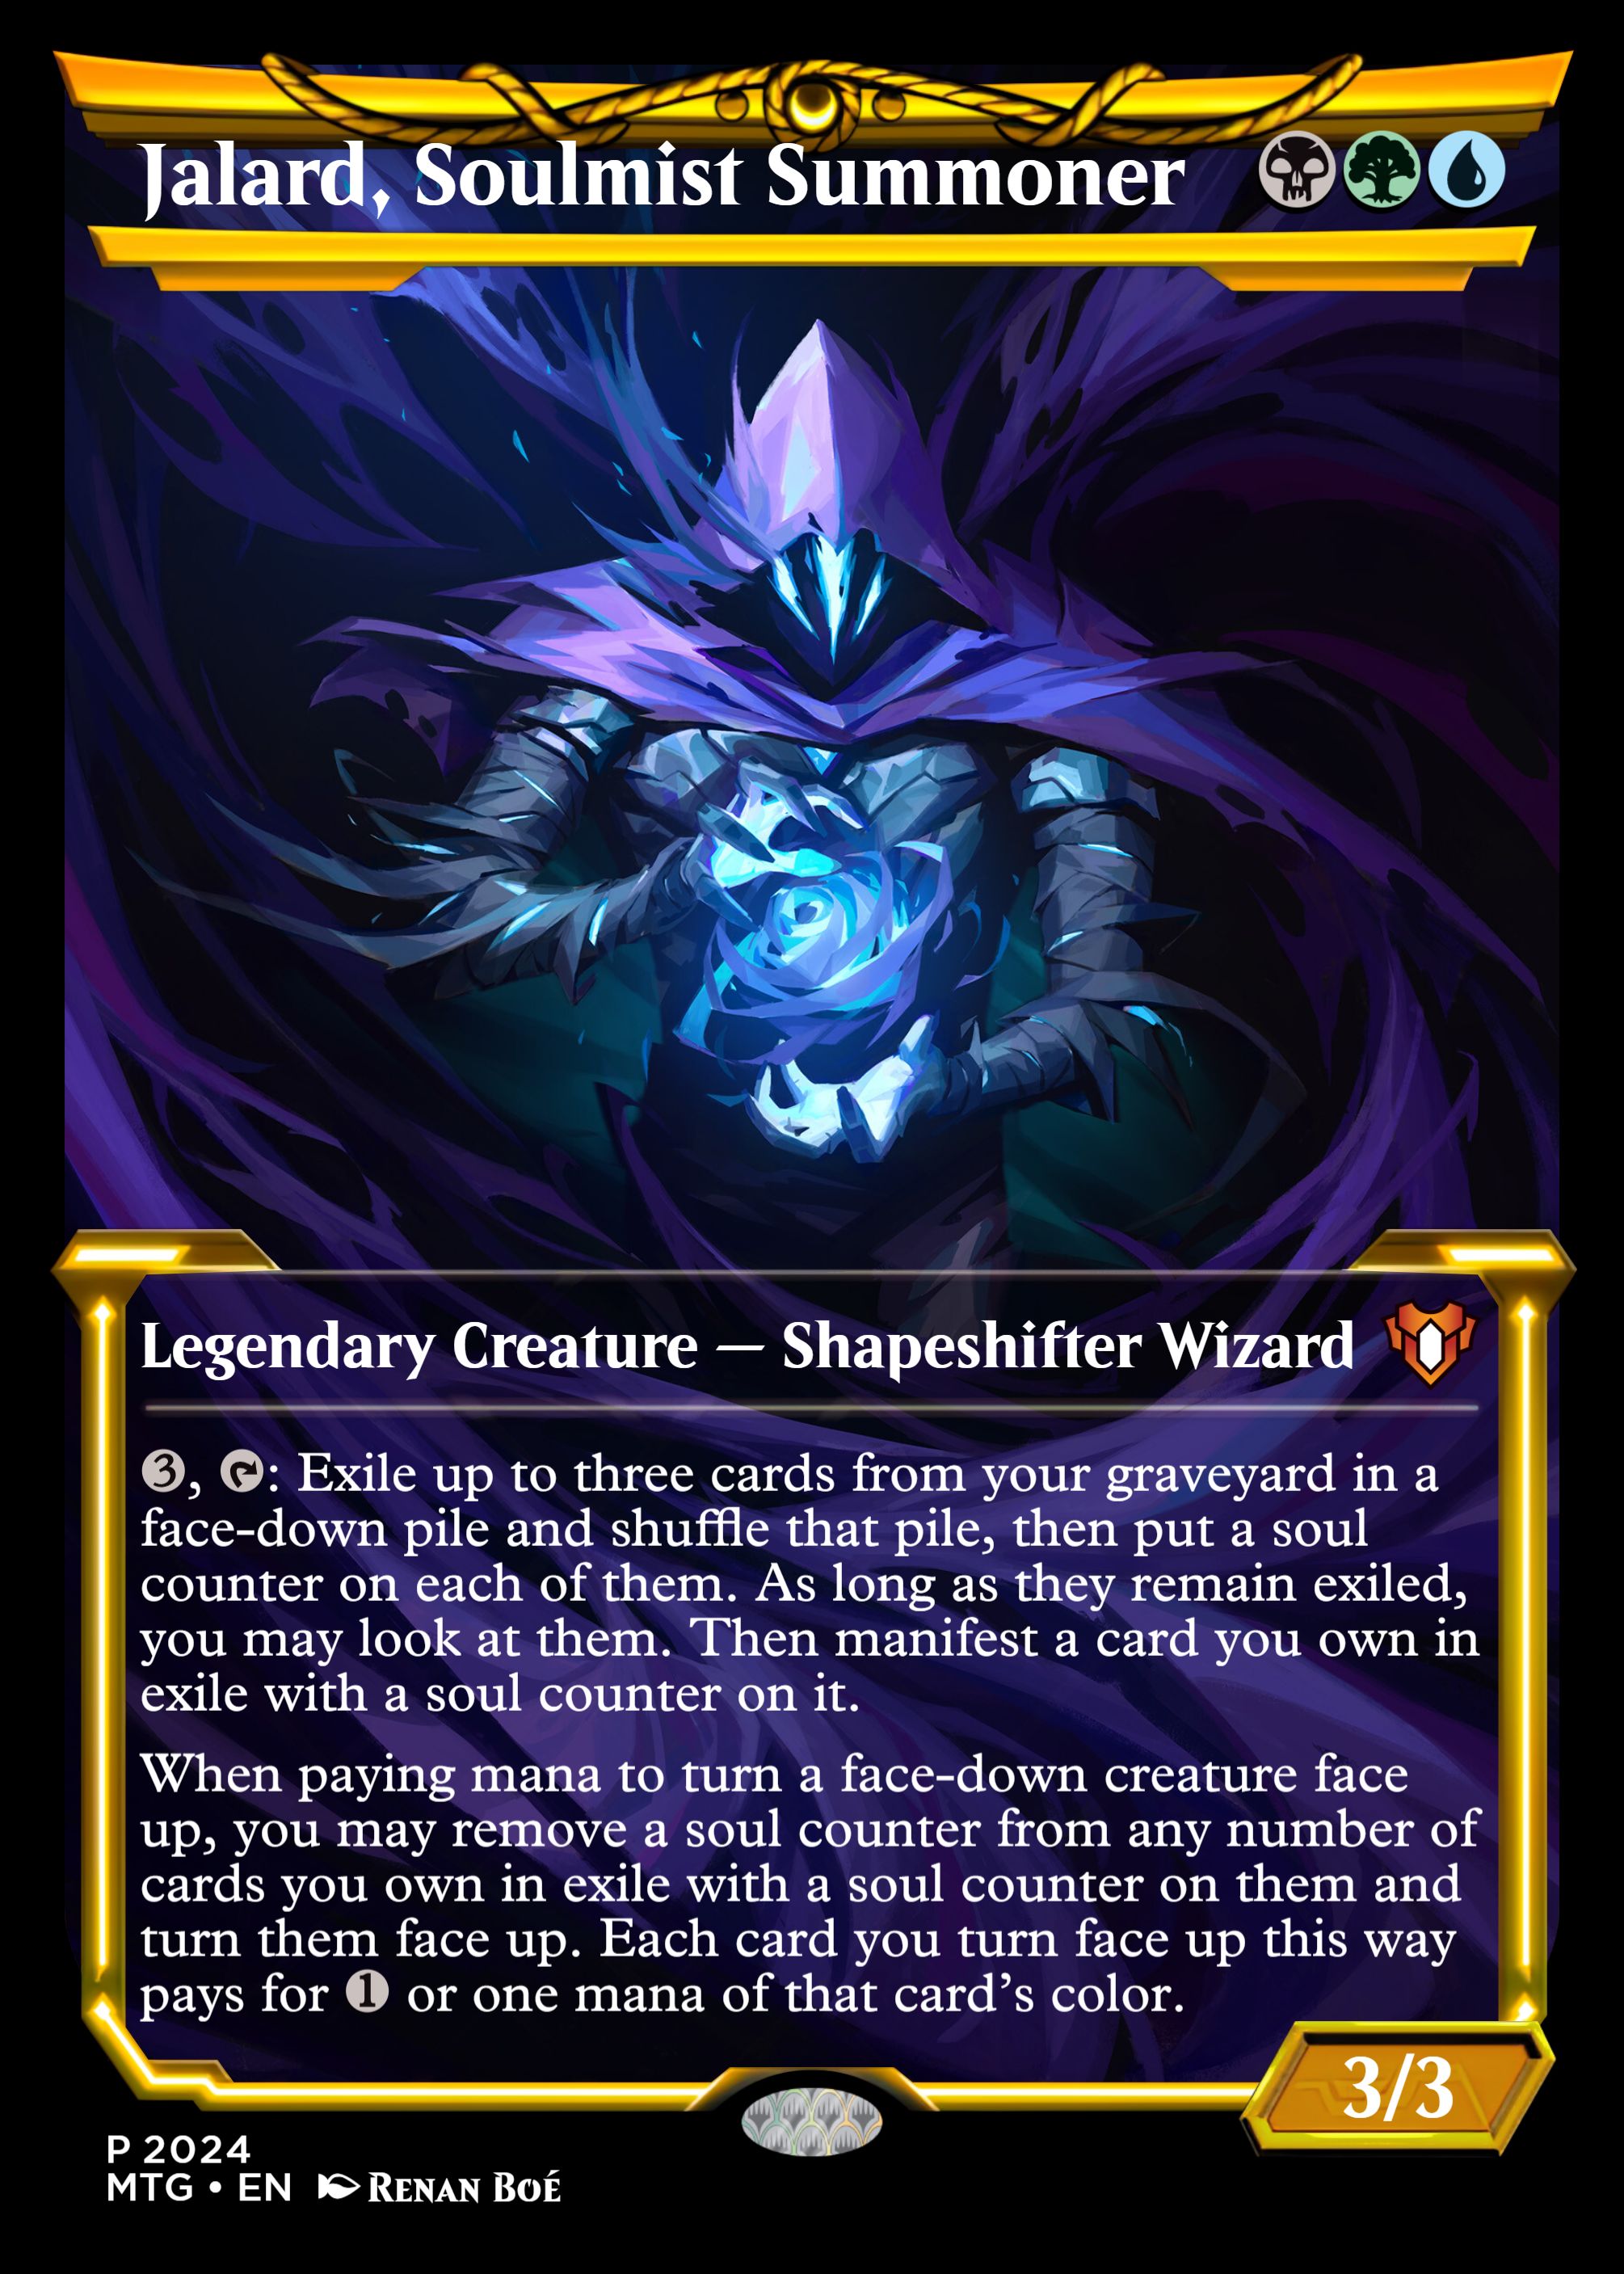 Jalard, Soulmist Summoner
Legendary Creature — Shapeshifter Wizard
3, : Exile up to three cards from your graveyard in a
face-down pile and shuffle that pile, then put a soul
counter on each of them. As long as they remain exiled,
you may look at them. Then manifest a card you own in
exile with a soul counter on it.
When paying mana to turn a face-down creature face
up, you may remove a soul counter from any number of
cards you own in exile with a soul counter on them and
turn them face up. Each card you turn face up this way
pays for 1 or one mana of that card's color.
3/3
P 2024
MTG • EN RENAN BOÉ